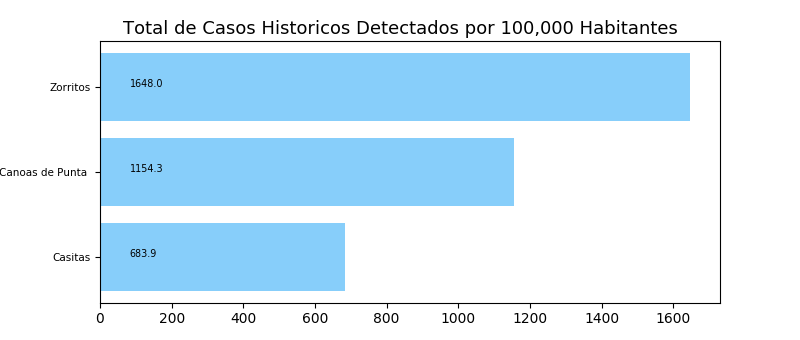 Total de Casos Historicos Detectados por 100,000 Habitantes
Zorritos
1648.0
Canoas de Punta
1154.3
Casitas
683.9
0 200 400 600 800 1000 1200 1400 1600